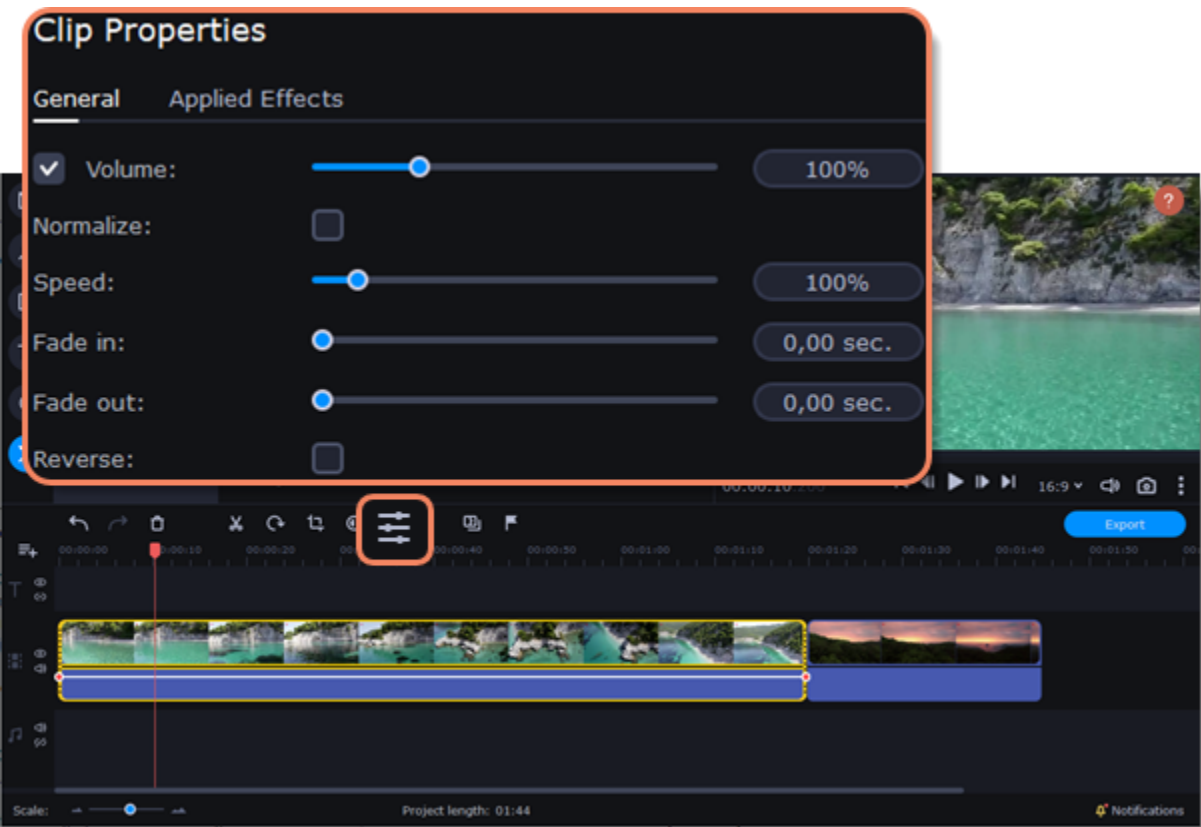 Clip Properties
General Applied Effects
Volume: 100%
Normalize:
Speed: 100%
Fade in: 0,00 sec.
Fade out: 0,00 sec.
Reverse:
?
16:9
Export
00:00:00 00:00:20 00:00:50 00:01:00 00:01:10 00:01:20 00:01:30 00:01:40 00:01:50
Scale: Project length: 01:44 Notifications